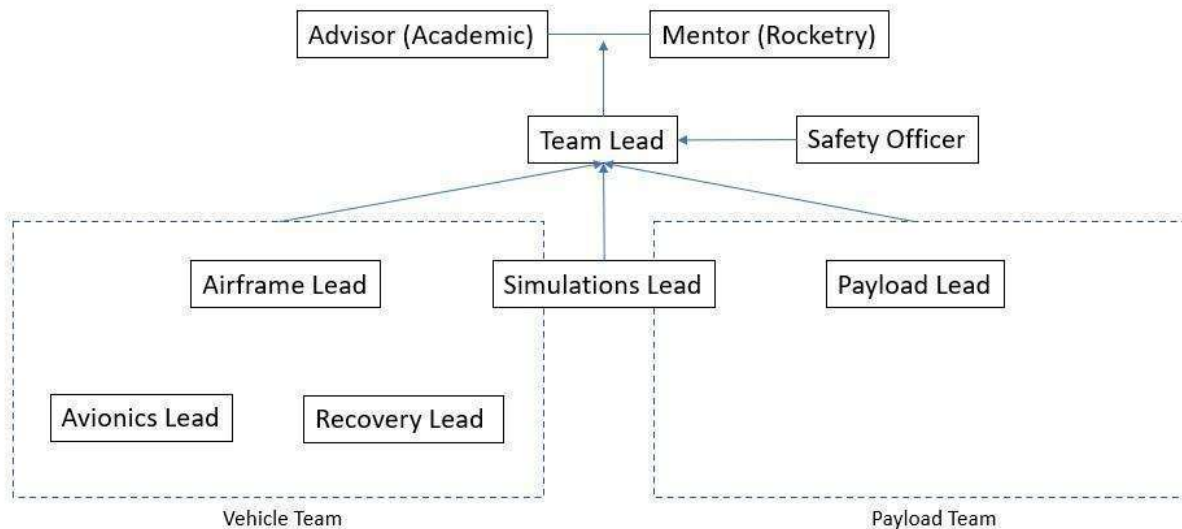 Advisor (Academic)
Mentor (Rocketry)
Team Lead
Safety Officer
Airframe Lead
Simulations Lead
Payload Lead
Avionics Lead
Recovery Lead
Vehicle Team
Payload Team